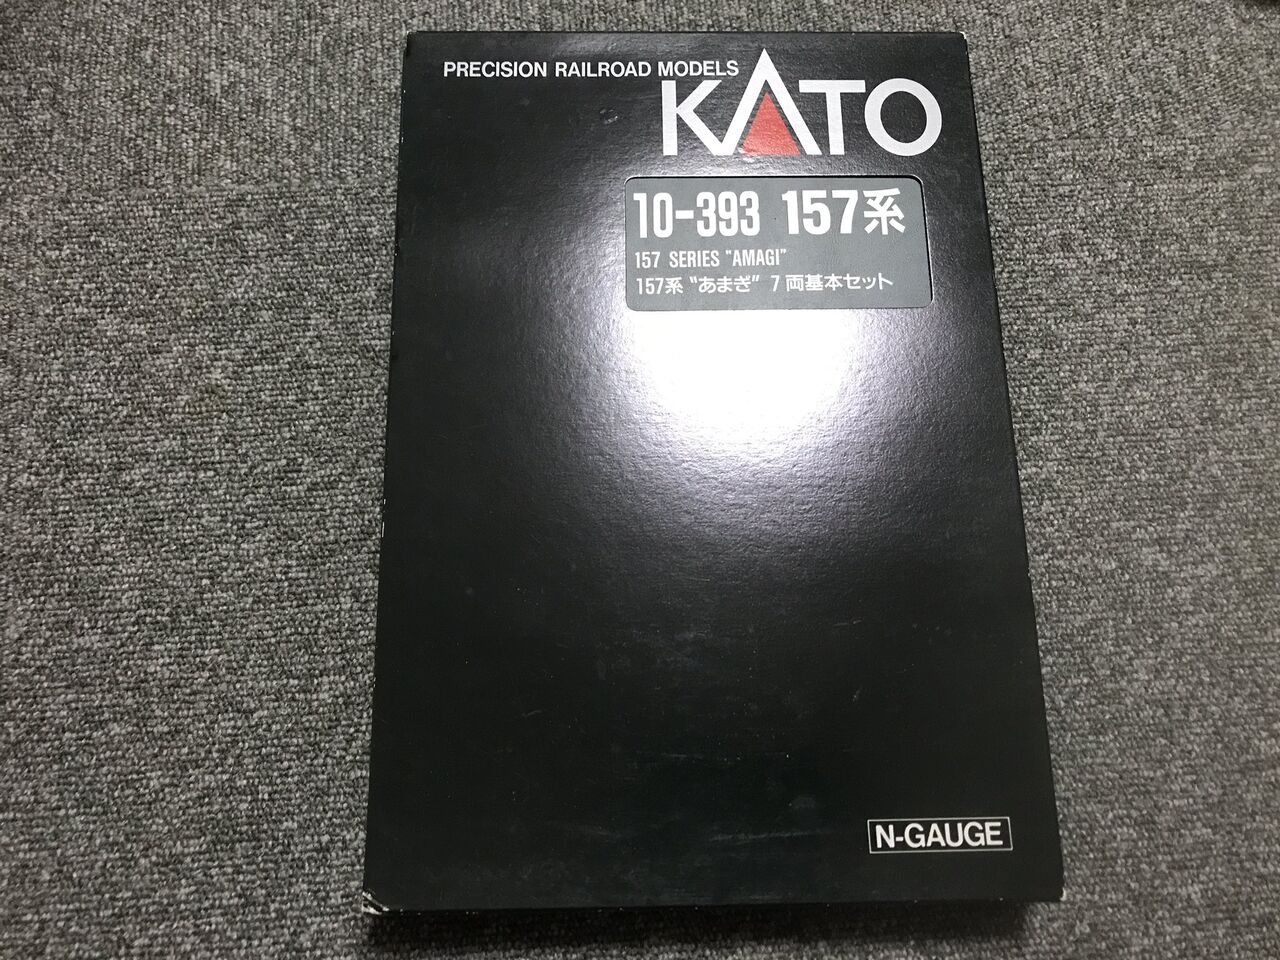 PRECISION RAILROAD MODELS
KATO
10-393 157系
157 SERIES "AMAGI"
157系 "あまぎ" 7両基本セット
N-GAUGE